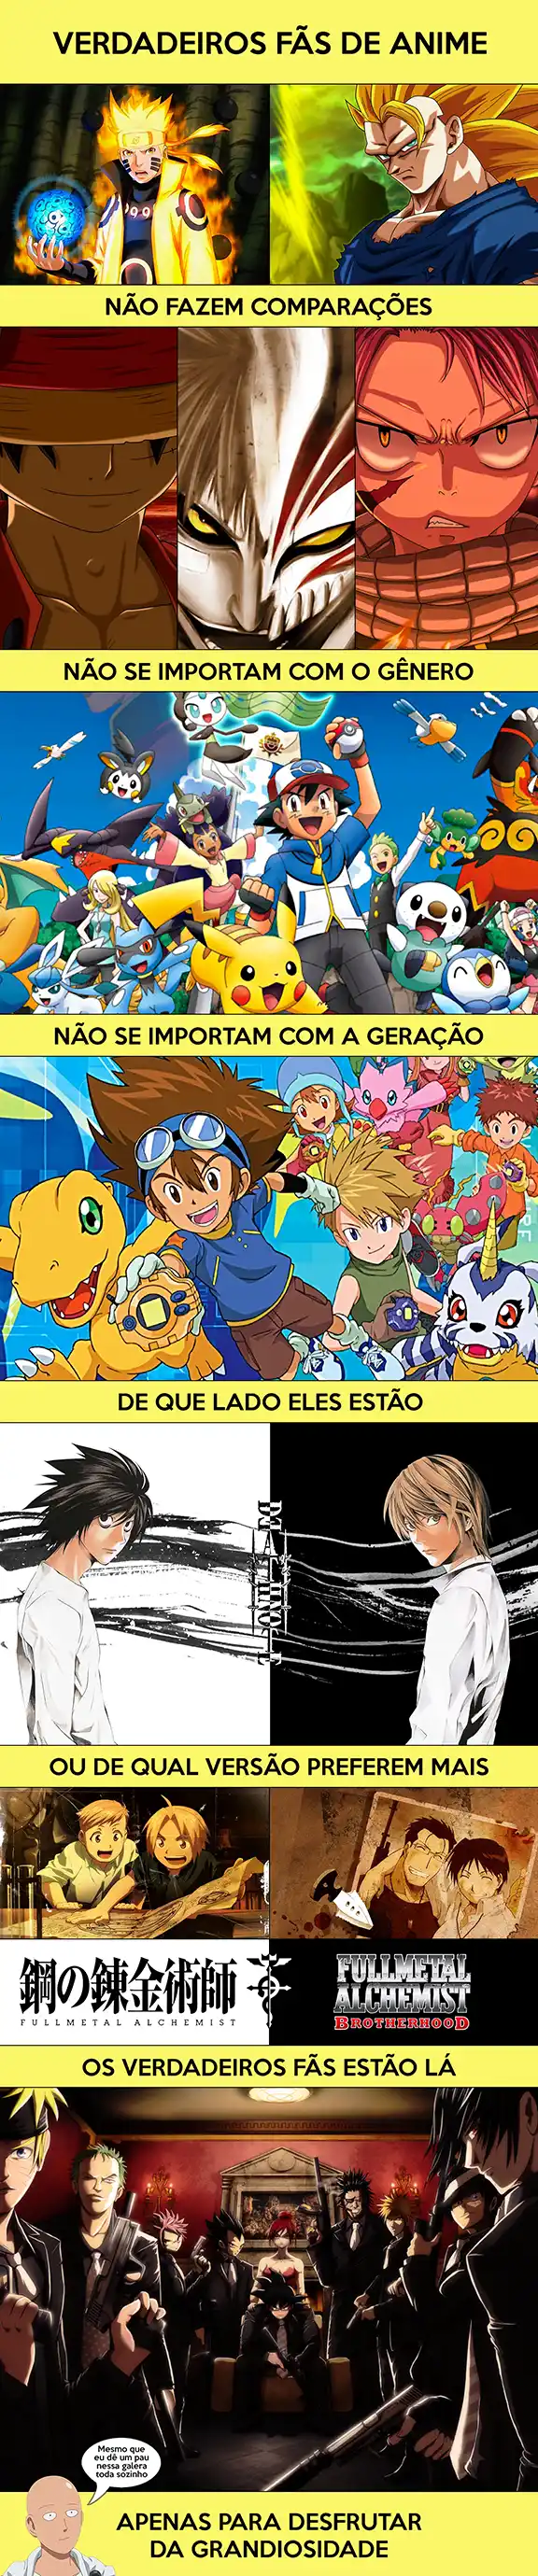 VERDADEIROS FÃS DE ANIME
NÃO FAZEM COMPARAÇÕES
NÃO SE IMPORTAM COM O GÊNERO
NÃO SE IMPORTAM COM A GERAÇÃO
DE QUE LADO ELES ESTÃO
DEATH NOTE
OU DE QUAL VERSÃO PREFEREM MAIS
鋼の錬金術師
FULLMETAL ALCHEMIST
FULLMETAL
ALCHEMIST
BROTHERHOOD
OS VERDADEIROS FÃS ESTÃO LÁ
Mesmo que
eu dê um pau
nessa galera
toda sozinho
APENAS PARA DESFRUTAR
DA GRANDIOSIDADE